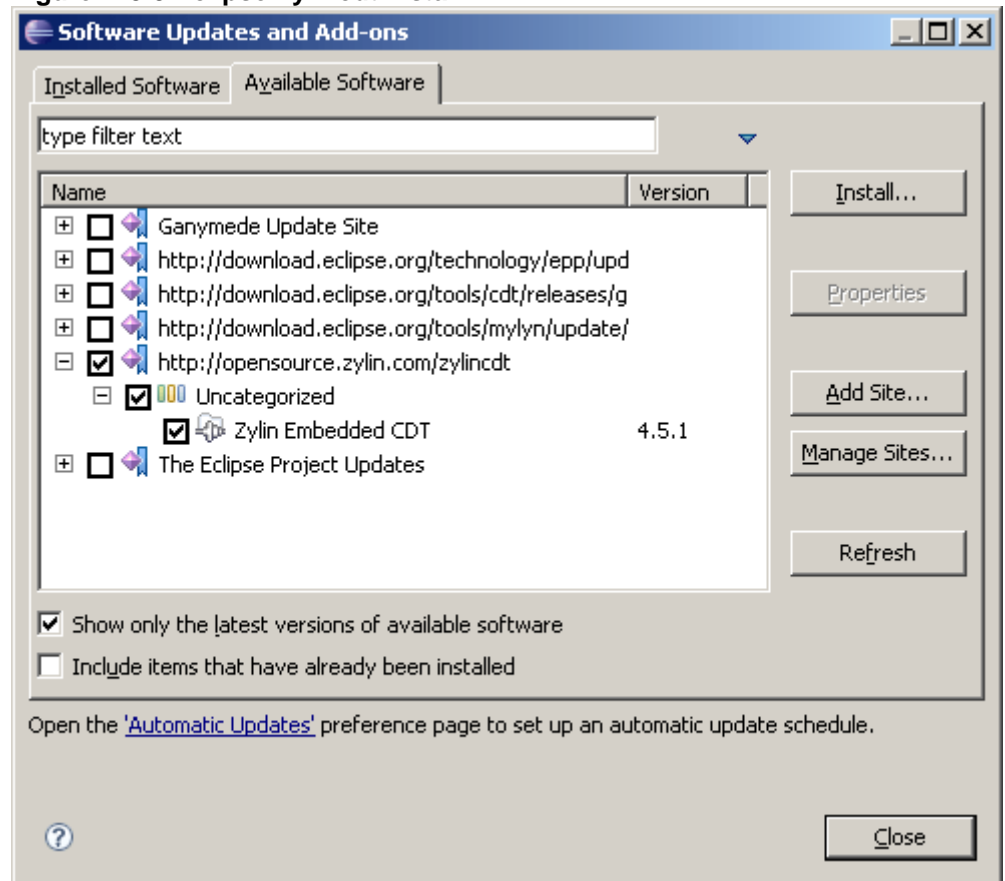 Software Updates and Add-ons
Installed Software Available Software
type filter text
Name Version
Install...
Ganymede Update Site
http://download.eclipse.org/technology/epp/upd
http://download.eclipse.org/tools/cdt/releases/g
Properties
http://download.eclipse.org/tools/mylyn/update/
http://opensource.zylin.com/zylincdt
Uncategorized
Add Site...
Zylin Embedded CDT 4.5.1
The Eclipse Project Updates
Manage Sites...
Refresh
Show only the latest versions of available software
Include items that have already been installed
Open the 'Automatic Updates' preference page to set up an automatic update schedule.
Close